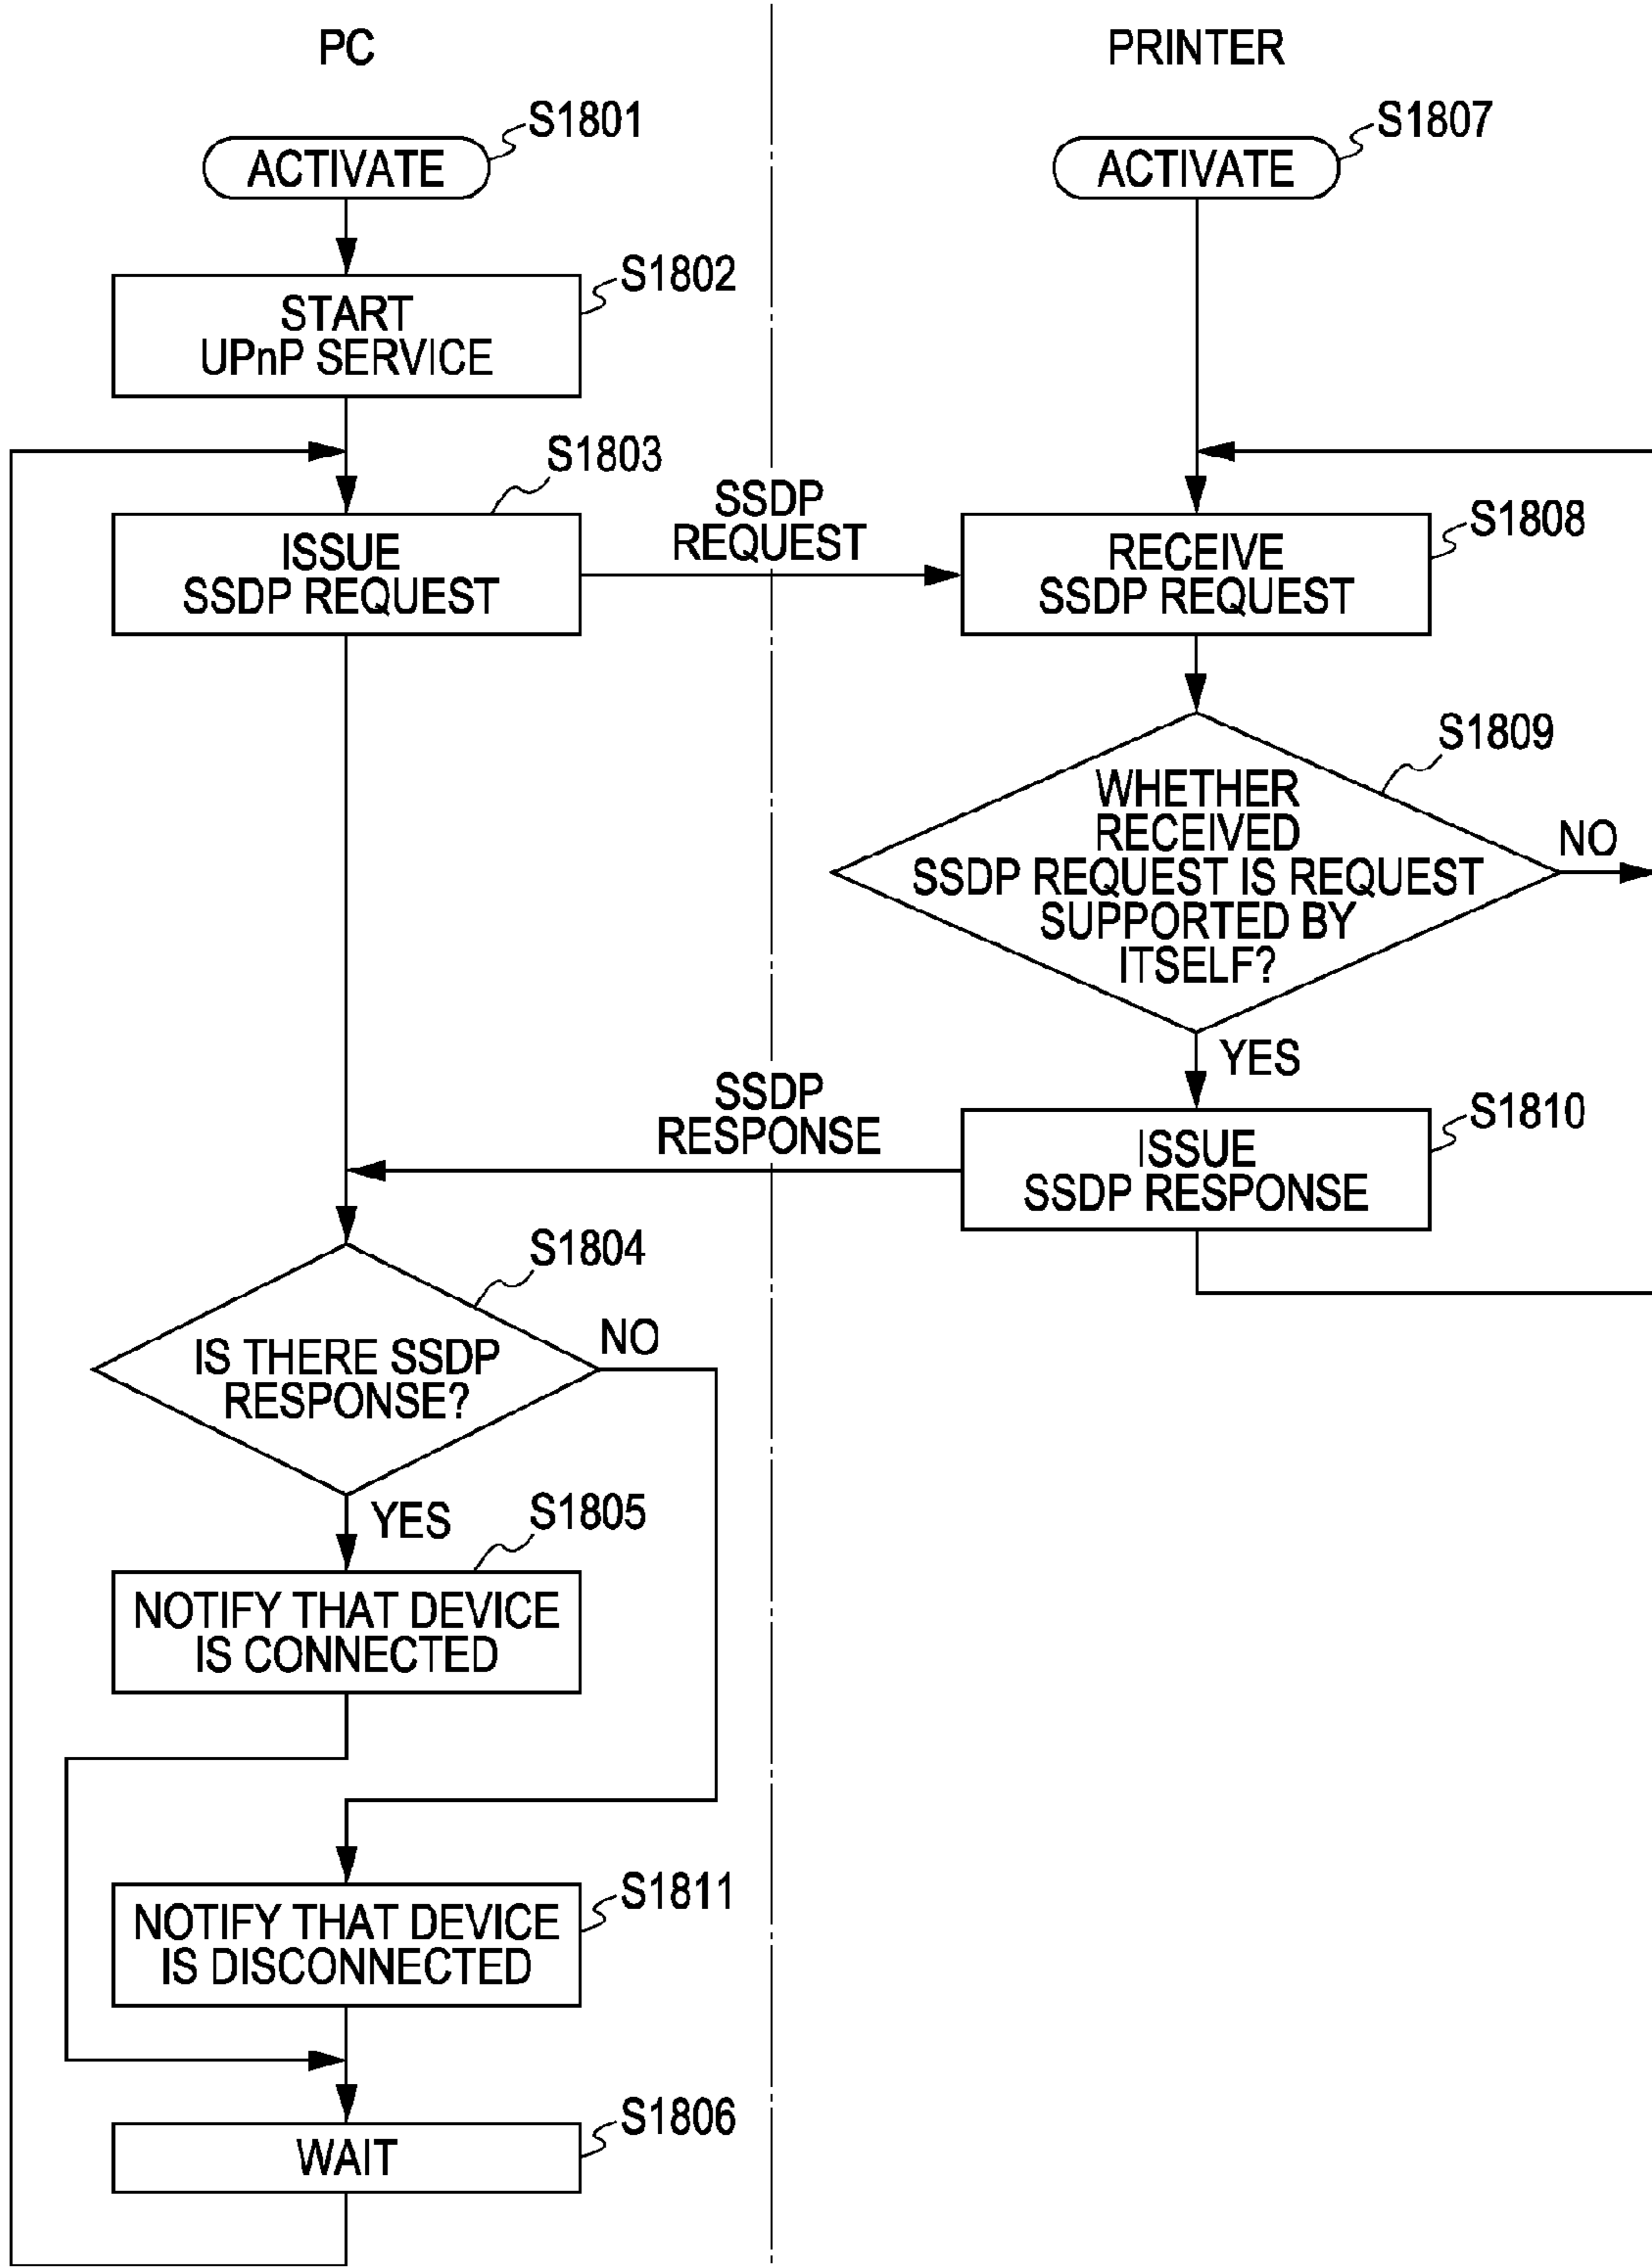 PC
PRINTER
S1801
ACTIVATE
S1807
ACTIVATE
S1802
START
UPnP SERVICE
S1803
ISSUE
SSDP REQUEST
SSDP
REQUEST
S1808
RECEIVE
SSDP REQUEST
S1809
WHETHER
RECEIVED
SSDP REQUEST IS REQUEST
SUPPORTED BY
ITSELF?
NO
YES
SSDP
RESPONSE
S1810
ISSUE
SSDP RESPONSE
S1804
IS THERE SSDP
RESPONSE?
NO
YES
S1805
NOTIFY THAT DEVICE
IS CONNECTED
S1811
NOTIFY THAT DEVICE
IS DISCONNECTED
S1806
WAIT